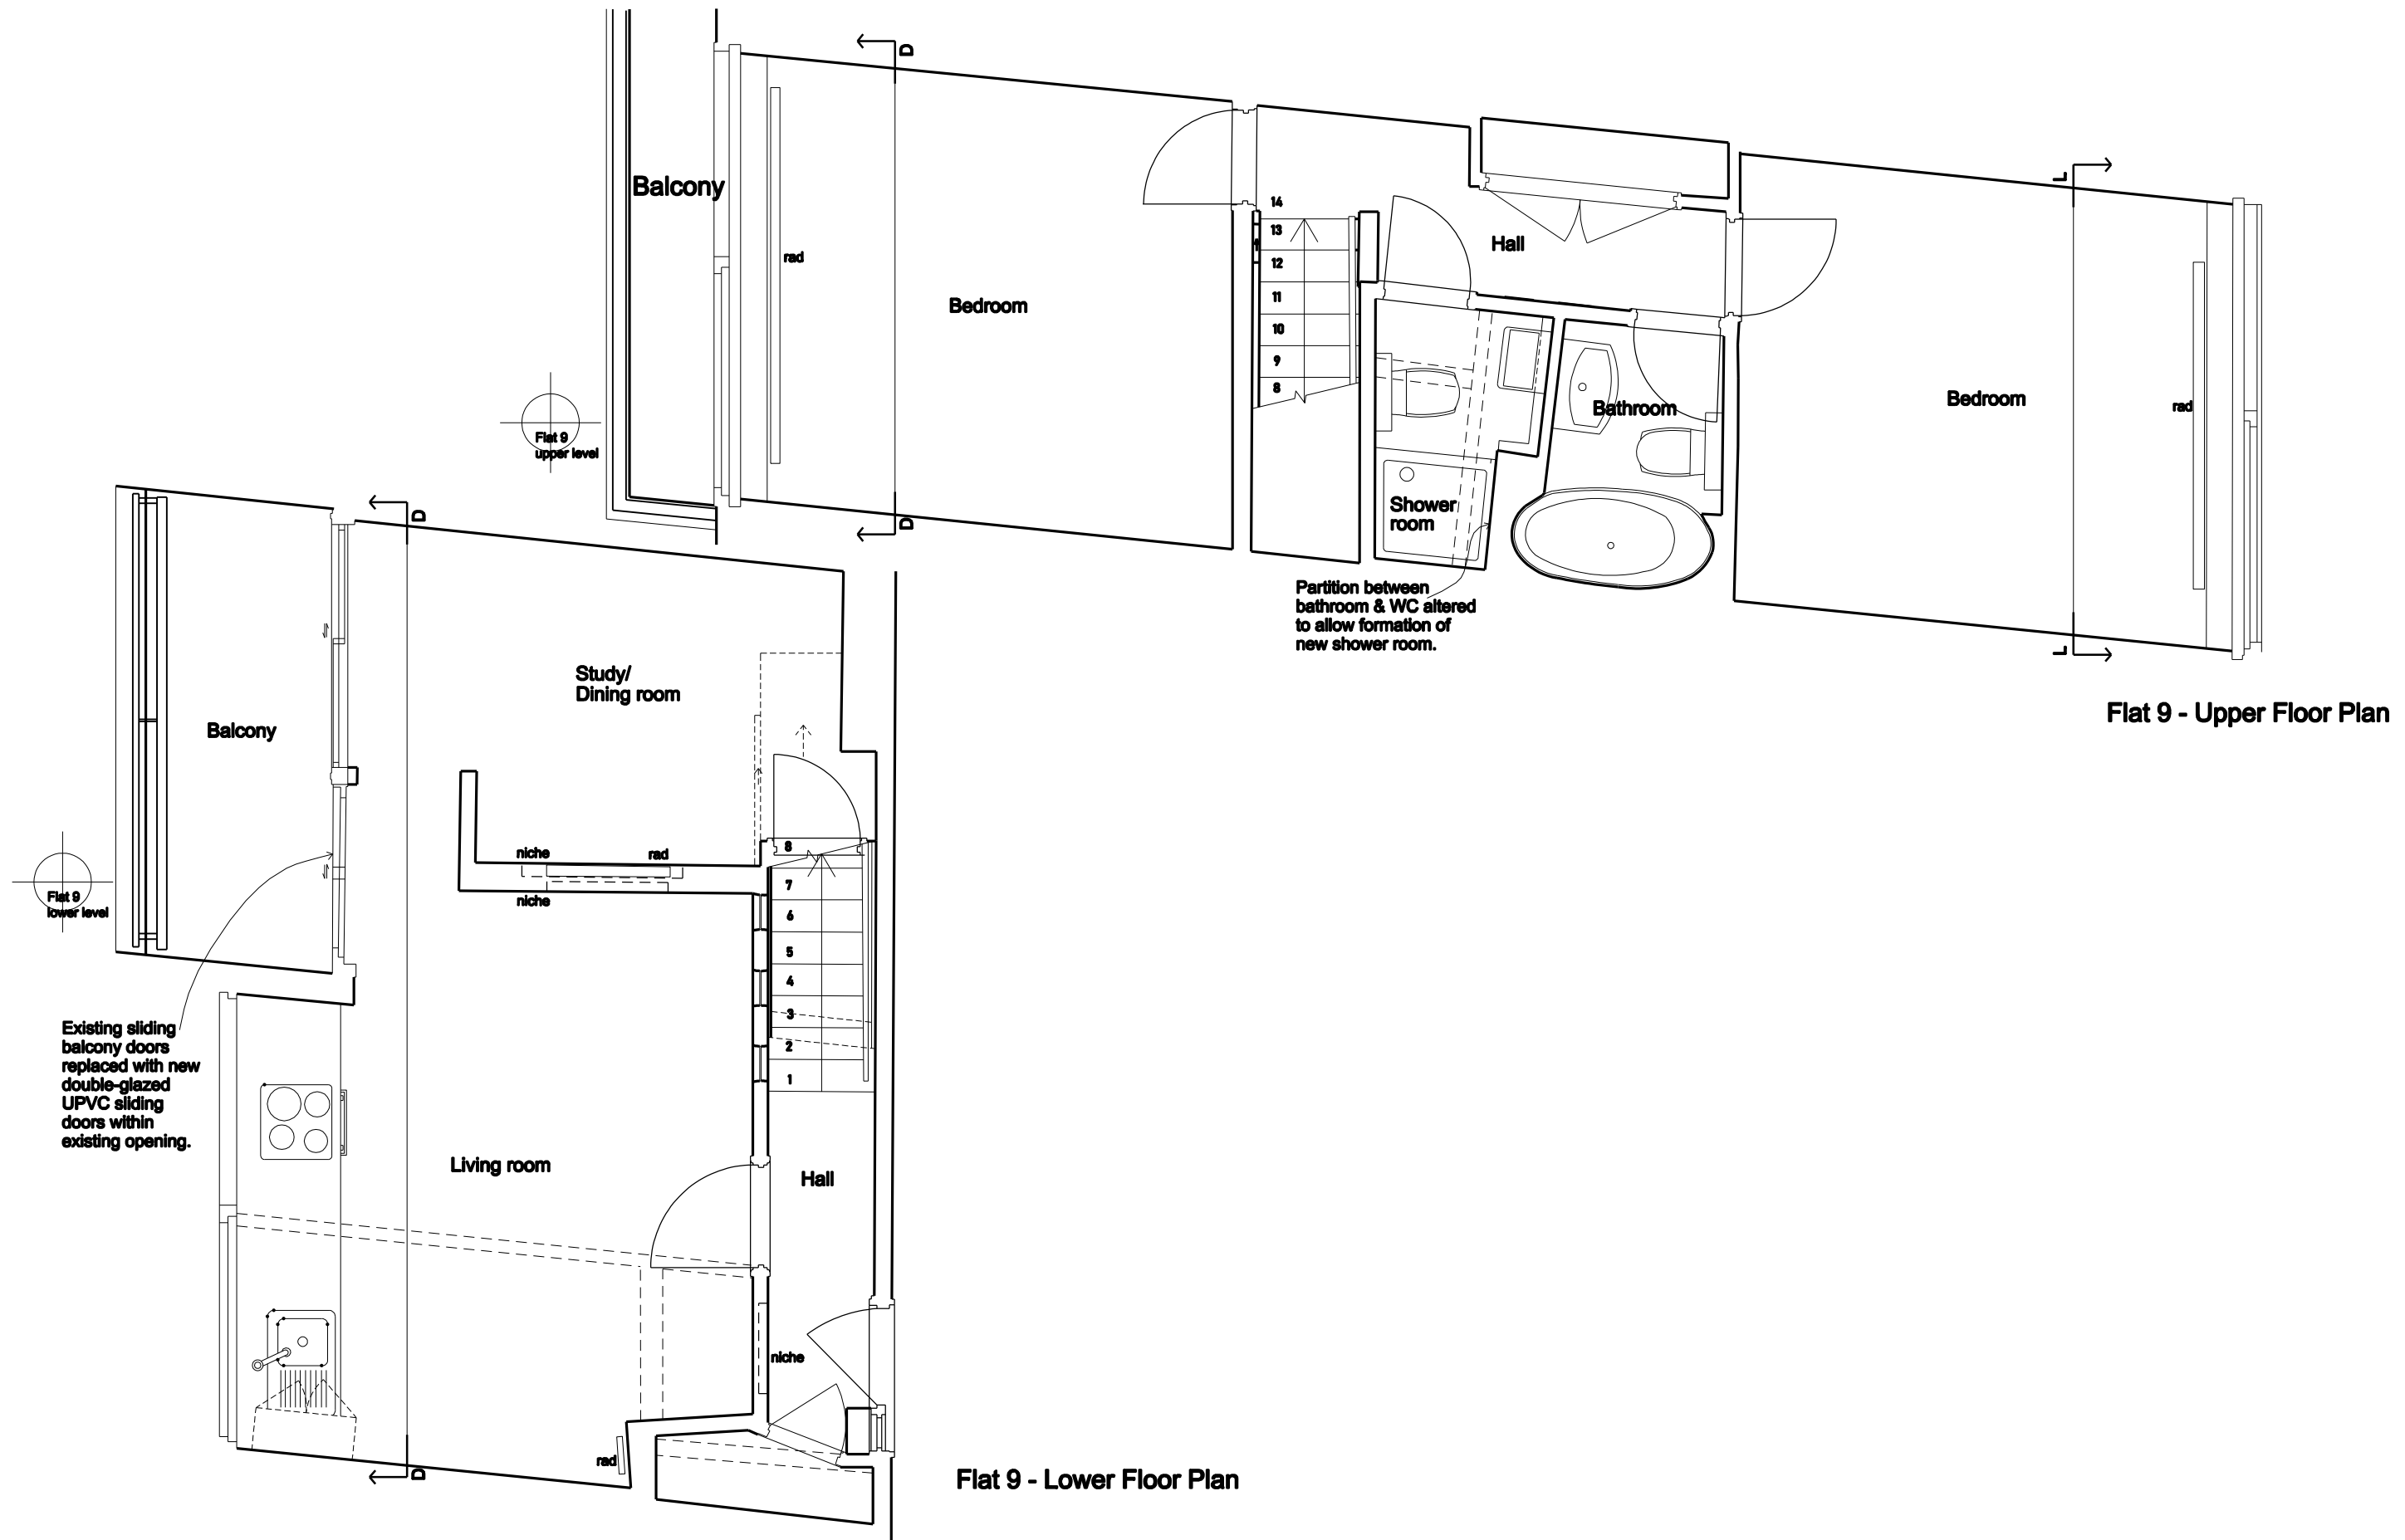 D
Balcony
rad
Bedroom
14
13
12
11
10
9
8
Hall
L
Flat 9
upper level
D
Shower
room
Bathroom
Bedroom
rad
L
Partition between
bathroom & WC altered
to allow formation of
new shower room.
Flat 9 - Upper Floor Plan
D
Study/
Dining room
Balcony
niche
rad
niche
Flat 9
lower level
8
7
6
5
4
3
2
1
Existing sliding
balcony doors
replaced with new
double-glazed
UPVC sliding
doors within
existing opening.
Living room
Hall
niche
rad
D
Flat 9 - Lower Floor Plan